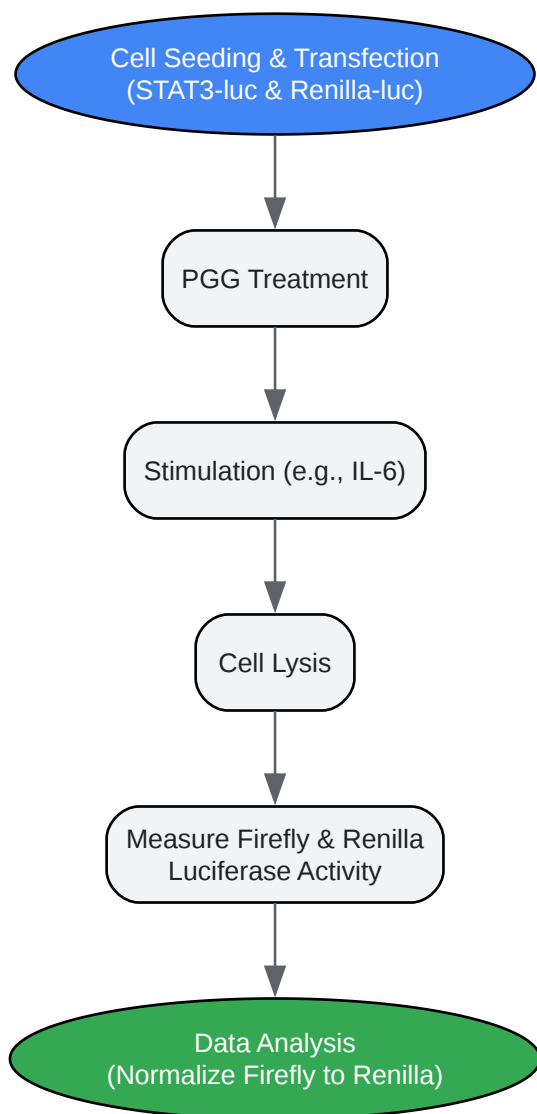 Cell Seeding & Transfection
(STAT3-luc & Renilla-luc)
PGG Treatment
Stimulation (e.g., IL-6)
Cell Lysis
Measure Firefly & Renilla
Luciferase Activity
Data Analysis
(Normalize Firefly to Renilla)